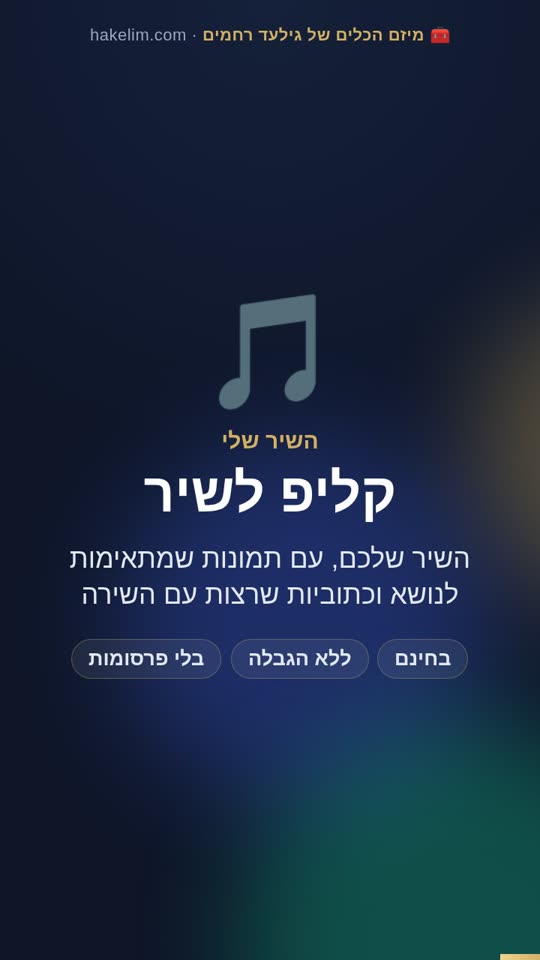 🧰 מיזם הכלים של גילעד רחמים · hakelim.com
השיר שלי
קליפ לשיר
השיר שלכם, עם תמונות שמתאימות
לנושא וכתוביות שרצות עם השירה
בחינם
ללא הגבלה
בלי פרסומות